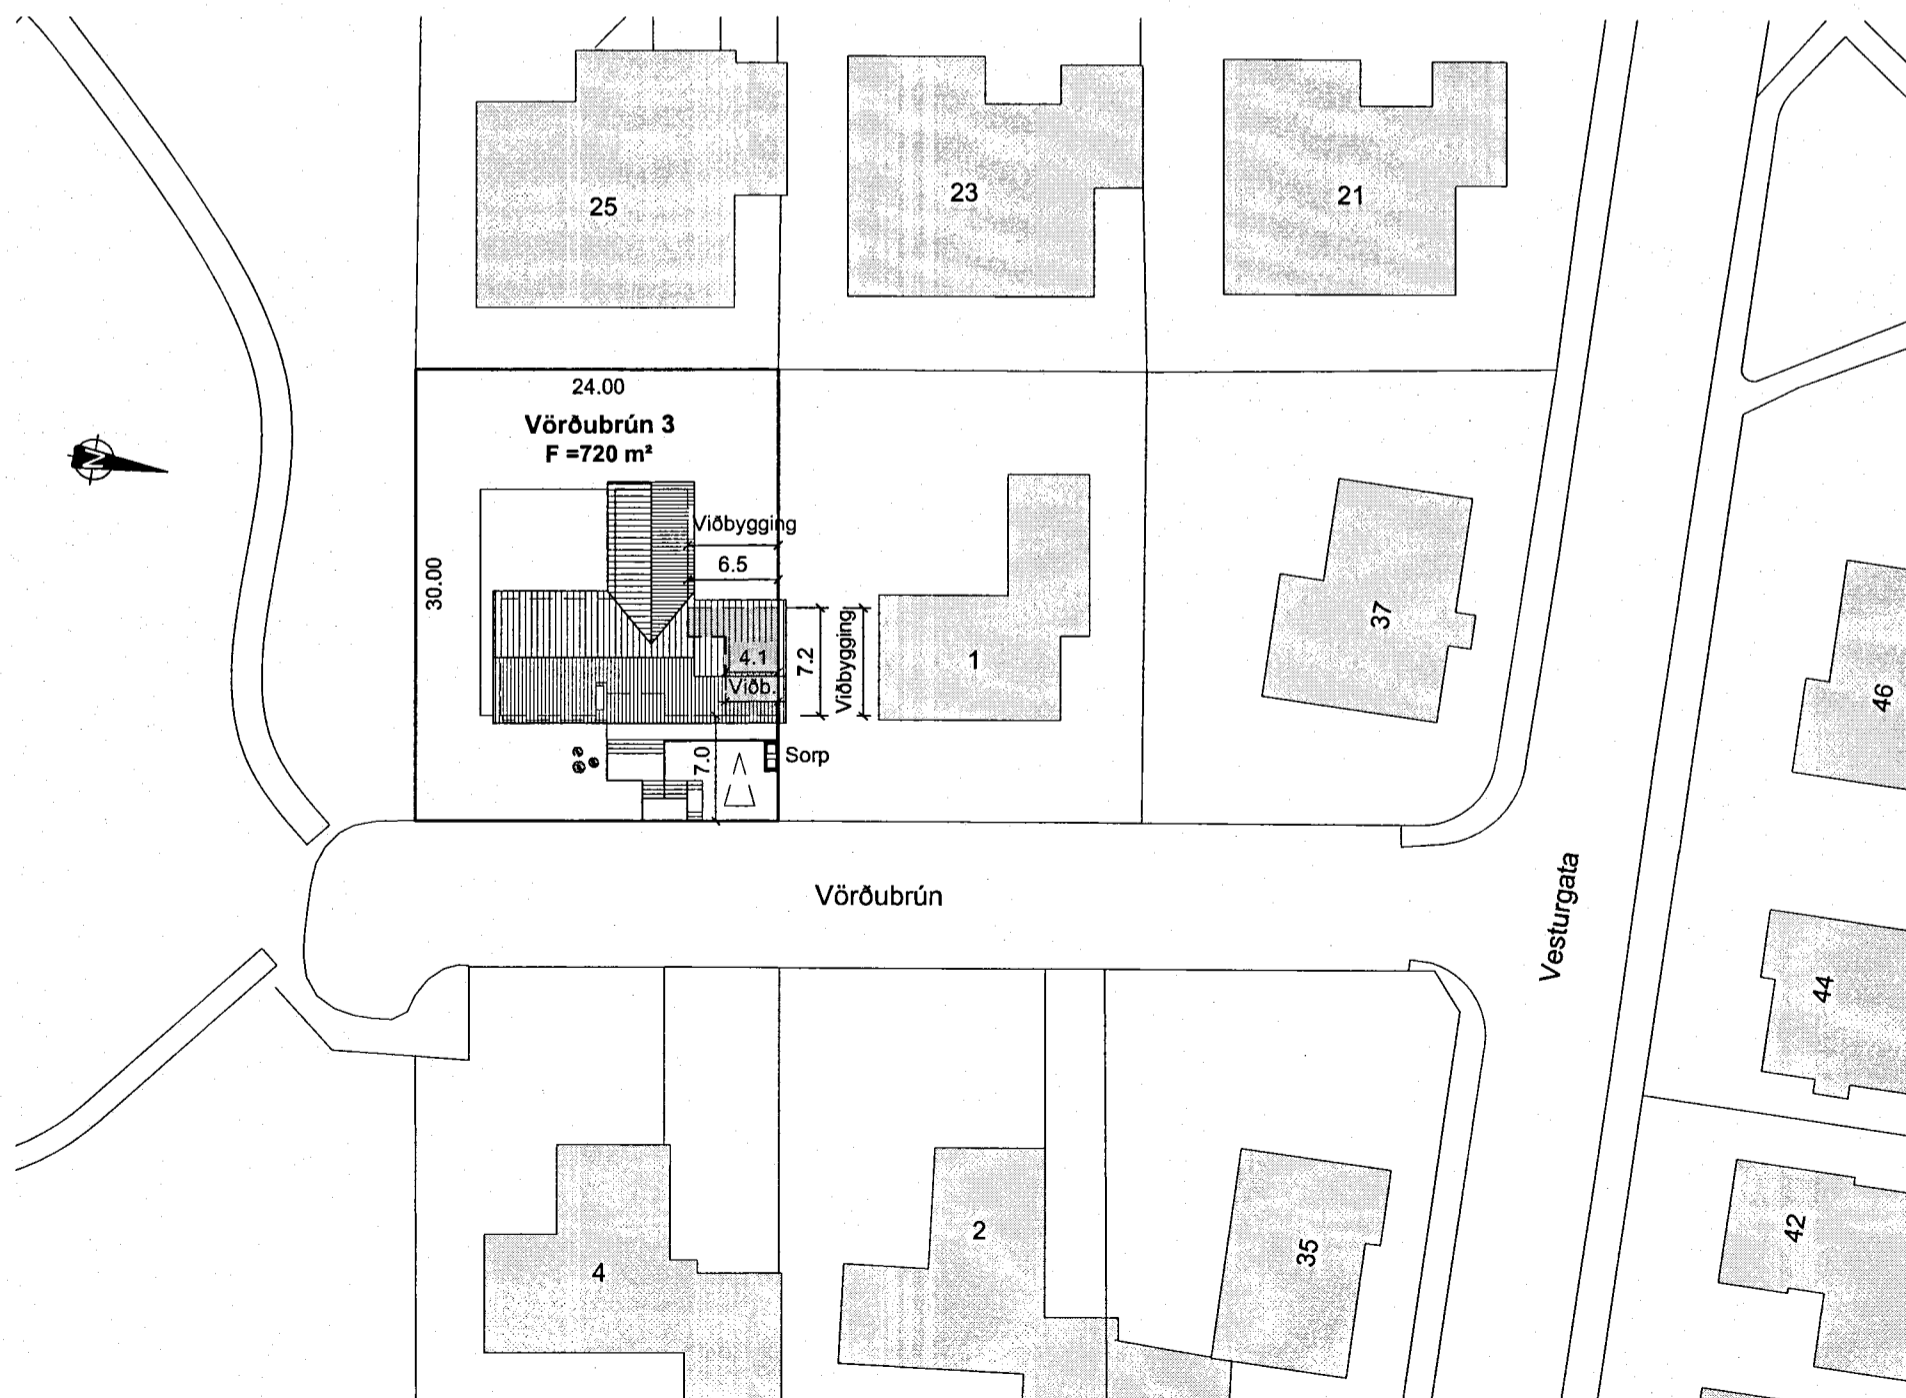 25
23
21
24.00
Vörðubrún 3
F =720 m²
N
30.00
Viðbygging
6.5
4.1
Viðb.
7.2
Viðbygging
7.0
Sorp
1
37
46
Vörðubrún
Vesturgata
44
4
2
35
42